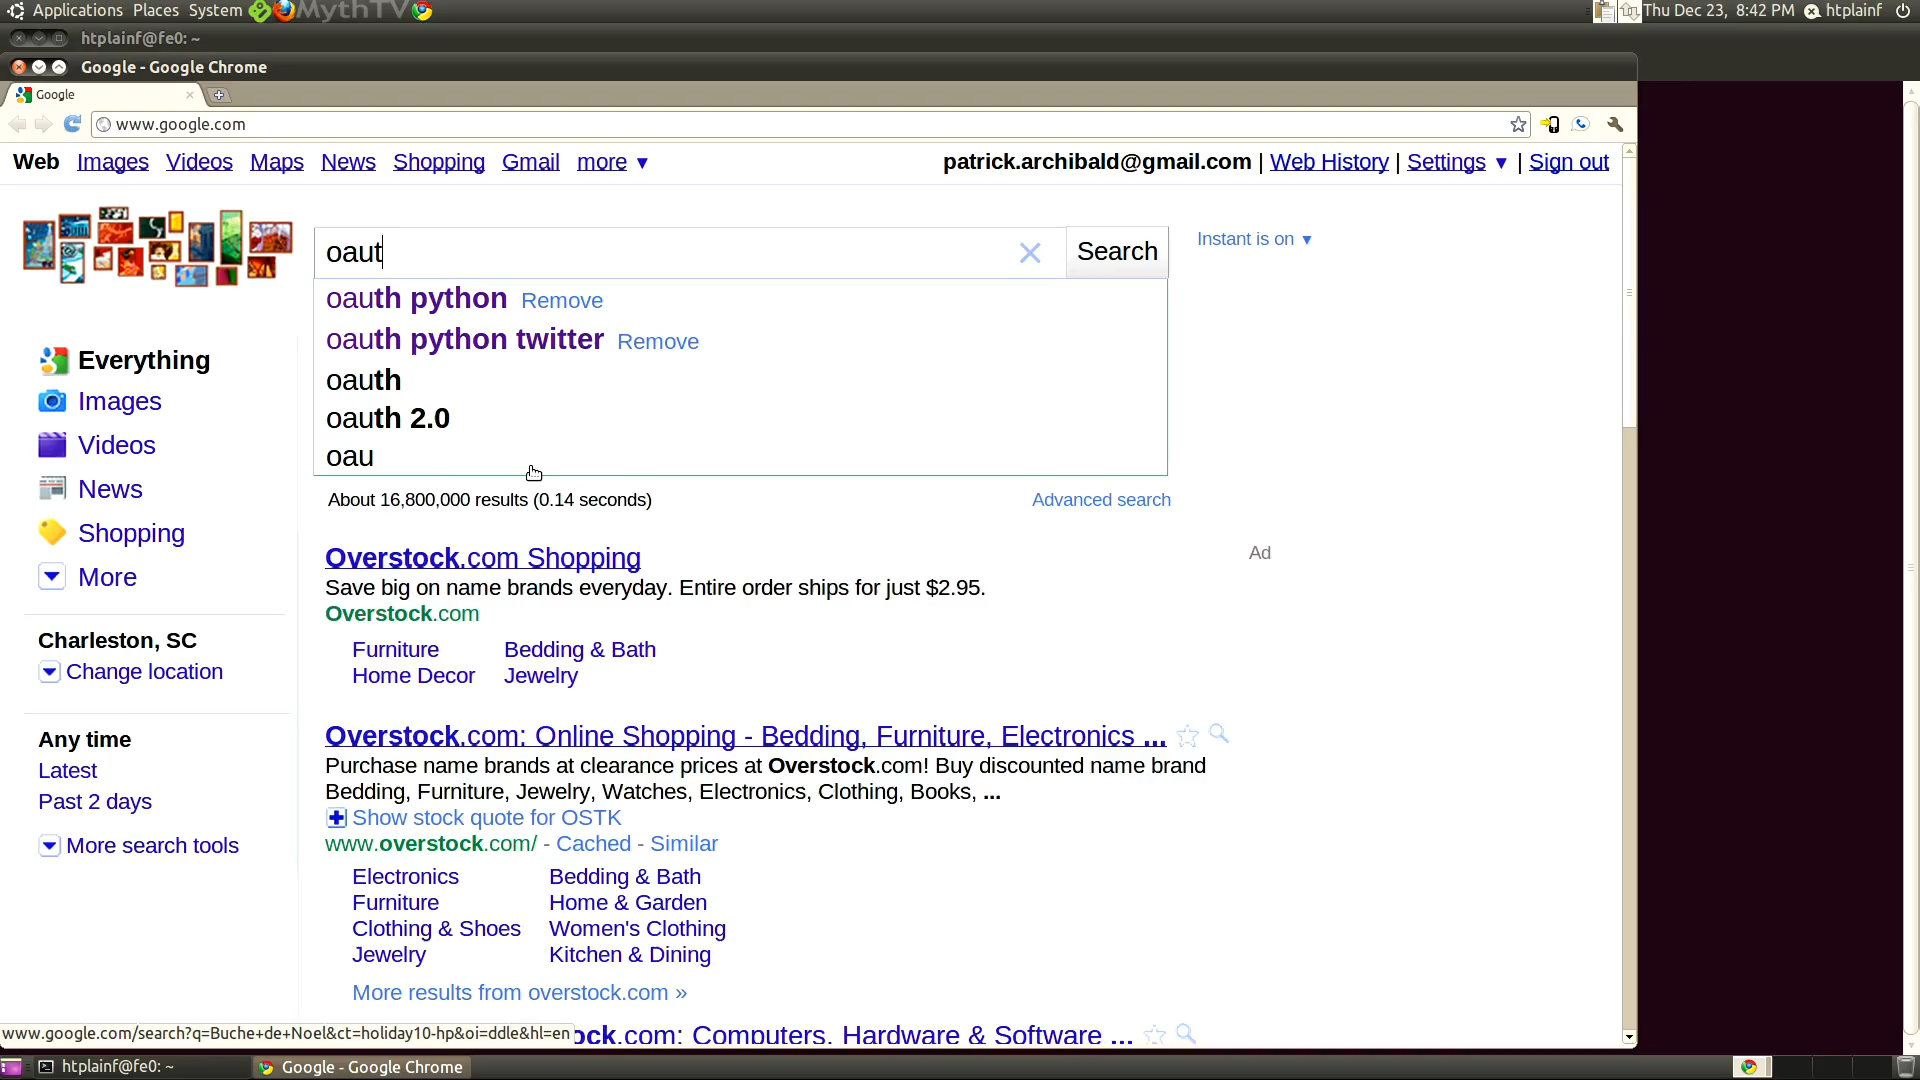 Applications Places System MythTV Thu Dec 23, 8:42 PM htplainf
htplainf@fe0: ~
Google - Google Chrome
Google
www.google.com
Web Images Videos Maps News Shopping Gmail more ▼ patrick.archibald@gmail.com | Web History | Settings ▼ | Sign out
oaut Search Instant is on ▼
oauth python Remove
oauth python twitter Remove
oauth
oauth 2.0
oau
Everything
Images
Videos
News
Shopping
More
Charleston, SC
Change location
Any time
Latest
Past 2 days
More search tools
About 16,800,000 results (0.14 seconds) Advanced search
Overstock.com Shopping Ad
Save big on name brands everyday. Entire order ships for just $2.95.
Overstock.com
Furniture Bedding & Bath
Home Decor Jewelry
Overstock.com: Online Shopping - Bedding, Furniture, Electronics ...
Purchase name brands at clearance prices at Overstock.com! Buy discounted name brand
Bedding, Furniture, Jewelry, Watches, Electronics, Clothing, Books, ...
Show stock quote for OSTK
www.overstock.com/ - Cached - Similar
Electronics Bedding & Bath
Furniture Home & Garden
Clothing & Shoes Women's Clothing
Jewelry Kitchen & Dining
More results from overstock.com »
www.google.com/search?q=Buche+de+Noel&ct=holiday10-hp&oi=ddle&hl=en ock.com: Computers, Hardware & Software ...
htplainf@fe0: ~ Google - Google Chrome